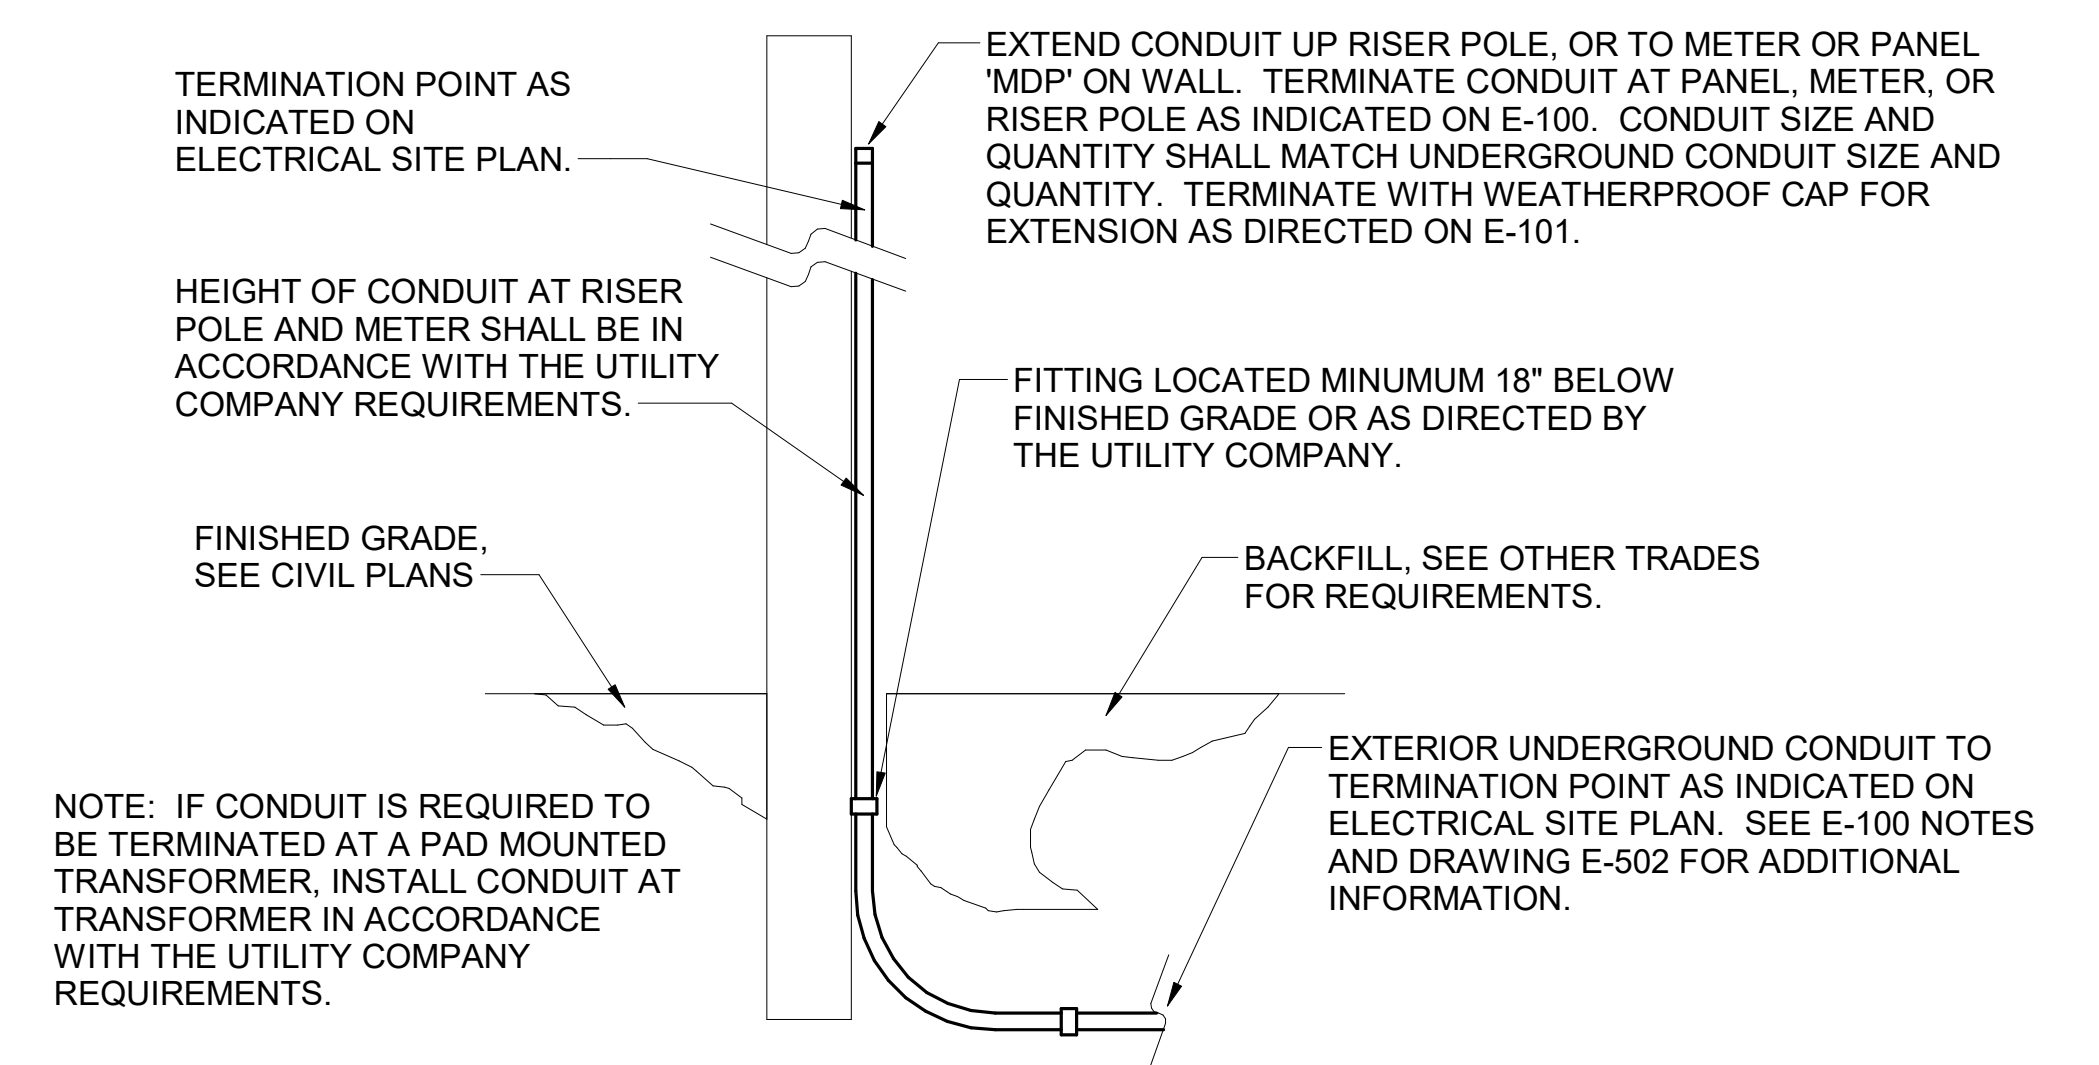 TERMINATION POINT AS
INDICATED ON
ELECTRICAL SITE PLAN.
EXTEND CONDUIT UP RISER POLE, OR TO METER OR PANEL
'MDP' ON WALL.  TERMINATE CONDUIT AT PANEL, METER, OR
RISER POLE AS INDICATED ON E-100.  CONDUIT SIZE AND
QUANTITY SHALL MATCH UNDERGROUND CONDUIT SIZE AND
QUANTITY.  TERMINATE WITH WEATHERPROOF CAP FOR
EXTENSION AS DIRECTED ON E-101.
HEIGHT OF CONDUIT AT RISER
POLE AND METER SHALL BE IN
ACCORDANCE WITH THE UTILITY
COMPANY REQUIREMENTS.
FITTING LOCATED MINUMUM 18" BELOW
FINISHED GRADE OR AS DIRECTED BY
THE UTILITY COMPANY.
FINISHED GRADE,
SEE CIVIL PLANS
BACKFILL, SEE OTHER TRADES
FOR REQUIREMENTS.
EXTERIOR UNDERGROUND CONDUIT TO
TERMINATION POINT AS INDICATED ON
ELECTRICAL SITE PLAN.  SEE E-100 NOTES
AND DRAWING E-502 FOR ADDITIONAL
INFORMATION.
NOTE:  IF CONDUIT IS REQUIRED TO
BE TERMINATED AT A PAD MOUNTED
TRANSFORMER, INSTALL CONDUIT AT
TRANSFORMER IN ACCORDANCE
WITH THE UTILITY COMPANY
REQUIREMENTS.